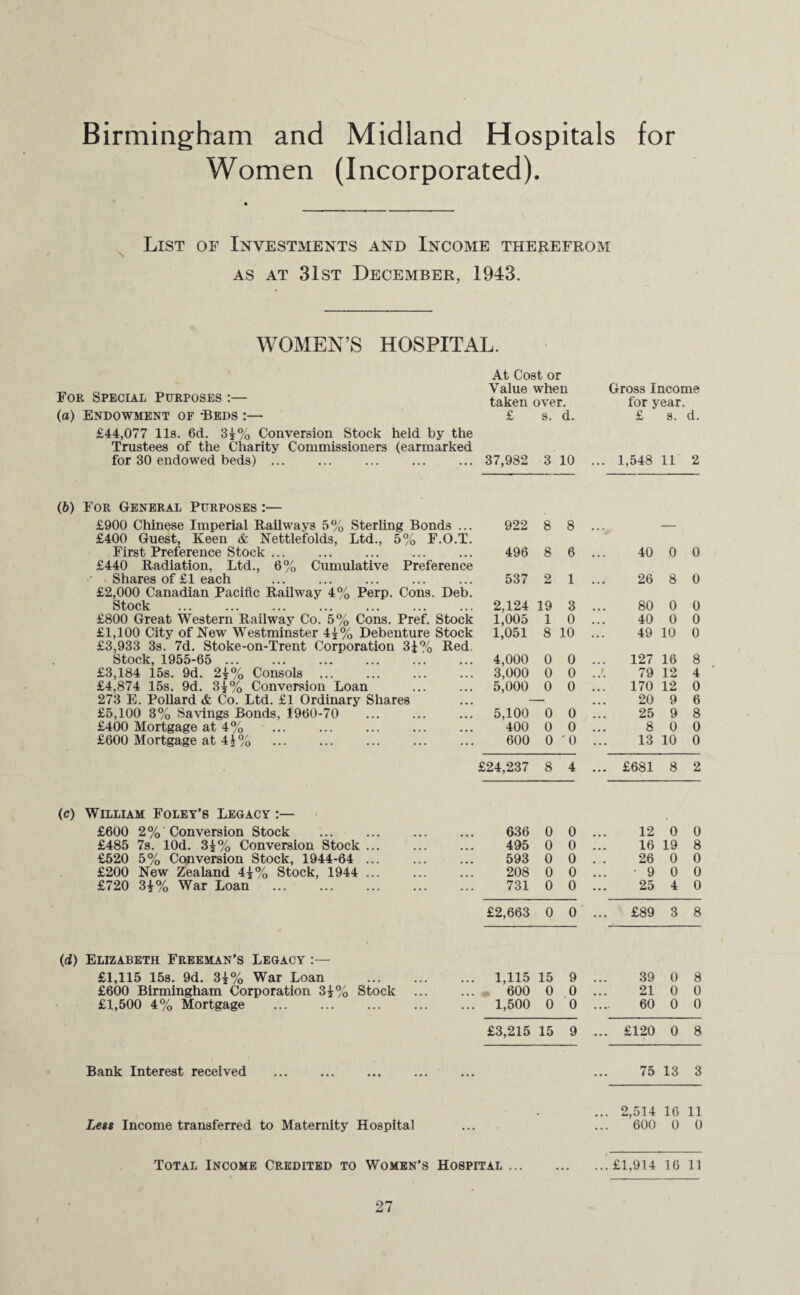 Birmingham and Midland Hospitals for
Women (Incorporated).
List of Investments and Income therefrom
as at 31st December, 1943.
WOMEN'S HOSPITAL.
At Cost or
Value when Gross Income
For Special Purposes :— taken over. for year.
(a) Endowment of Beds :— £ s. d. £ s. d.
£44,077 11s. 6d. 3½% Conversion Stock held by the
Trustees of the Charity Commissioners (earmarked
for 30 endowed beds) ... ... ... ... ... 37,982 3 10 ... 1,548 11 2
(b) For General Purposes :—
£900 Chinese Imperial Railways 5% Sterling Bonds ... 922 8 8 ... —
£400 Guest, Keen & Nettlefolds, Ltd., 5% F.O.T.
First Preference Stock ... ... ... ... ... 496 8 6 ... 40 0 0
£440 Radiation, Ltd., 6% Cumulative Preference
Shares of £1 each ... ... ... ... ... 537 2 1 ... 26 8 0
£2,000 Canadian Pacific Railway 4% Perp. Cons. Deb.
Stock ... ... ... ... ... ... ... 2,124 19 3 ... 80 0 0
£800 Great Western Railway Co. 5% Cons. Pref. Stock 1,005 1 0 ... 40 0 0
£1,100 City of New Westminster 4½% Debenture Stock 1,051 8 10 ... 49 10 0
£3,933 3s. 7d. Stoke-on-Trent Corporation 3¼% Red.
Stock, 1955-65 ... ... ... ... ... ... 4,000 0 0 ... 127 16 8
£3,184 15s. 9d. 2½% Consols ... ... ... ... 3,000 0 0 ... 79 12 4
£4,874 15s. 9d. 3½% Conversion Loan ... ... 5,000 0 0 ... 170 12 0
273 E. Pollard & Co. Ltd. £1 Ordinary Shares ... — ... 20 9 6
£5,100 3% Savings Bonds, 1960-70 ... ... ... 5,100 0 0 ... 25 9 8
£400 Mortgage at 4% ... ... ... ... ... 400 0 0 ... 8 0 0
£600 Mortgage at 4½% ... ... ... ... ... 600 0 0 ... 13 10 0
£24,237 8 4 ... £681 8 2
(c) William Foley's Legacy :—
£600 2% Conversion Stock ... ... ... ... 636 0 0 ... 12 0 0
£485 7s. 10d. 3½% Conversion Stock ... ... ... 495 0 0 ... 16 19 8
£520 5% Conversion Stock, 1944-64 ... ... ... 593 0 0 ... 26 0 0
£200 New Zealand 4½% Stock, 1944 ... ... ... 208 0 0 ... 9 0 0
£720 3½% War Loan ... ... ... ... ... 731 0 0 ... 25 4 0
£2,663 0 0 ... £89 3 8
(d) Elizabeth Freeman's Legacy :—
£1,115 15s. 9d. 3½% War Loan ... ... ... 1,115 15 9 ... 39 0 8
£600 Birmingham Corporation 3½% Stock ... ... 600 0 0 ... 21 0 0
£1,500 4% Mortgage ... ... ... ... ... 1,500 0 0 .... 60 0 0
£3,215 15 9 ... £120 0 8
Bank Interest received ... ... ... ... ... ... 75 13 3
... 2,514 16 11
Less Income transferred to Maternity Hospital ... ... 600 0 0
Total Income Credited to Women's Hospital ... ... ... £1,914 16 11
27